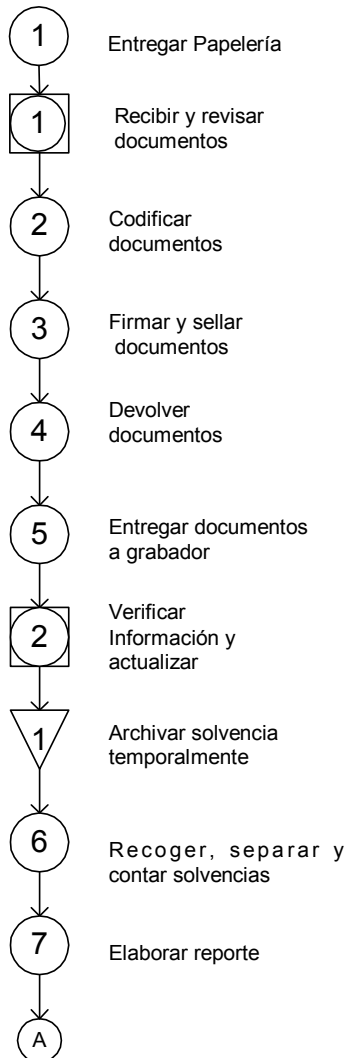 1 Entregar Papelería
1 Recibir y revisar
documentos
2 Codificar
documentos
3 Firmar y sellar
documentos
4 Devolver
documentos
5 Entregar documentos
a grabador
2 Verificar
Información y
actualizar
1 Archivar solvencia
temporalmente
6 Recoger, separar y
contar solvencias
7 Elaborar reporte
A